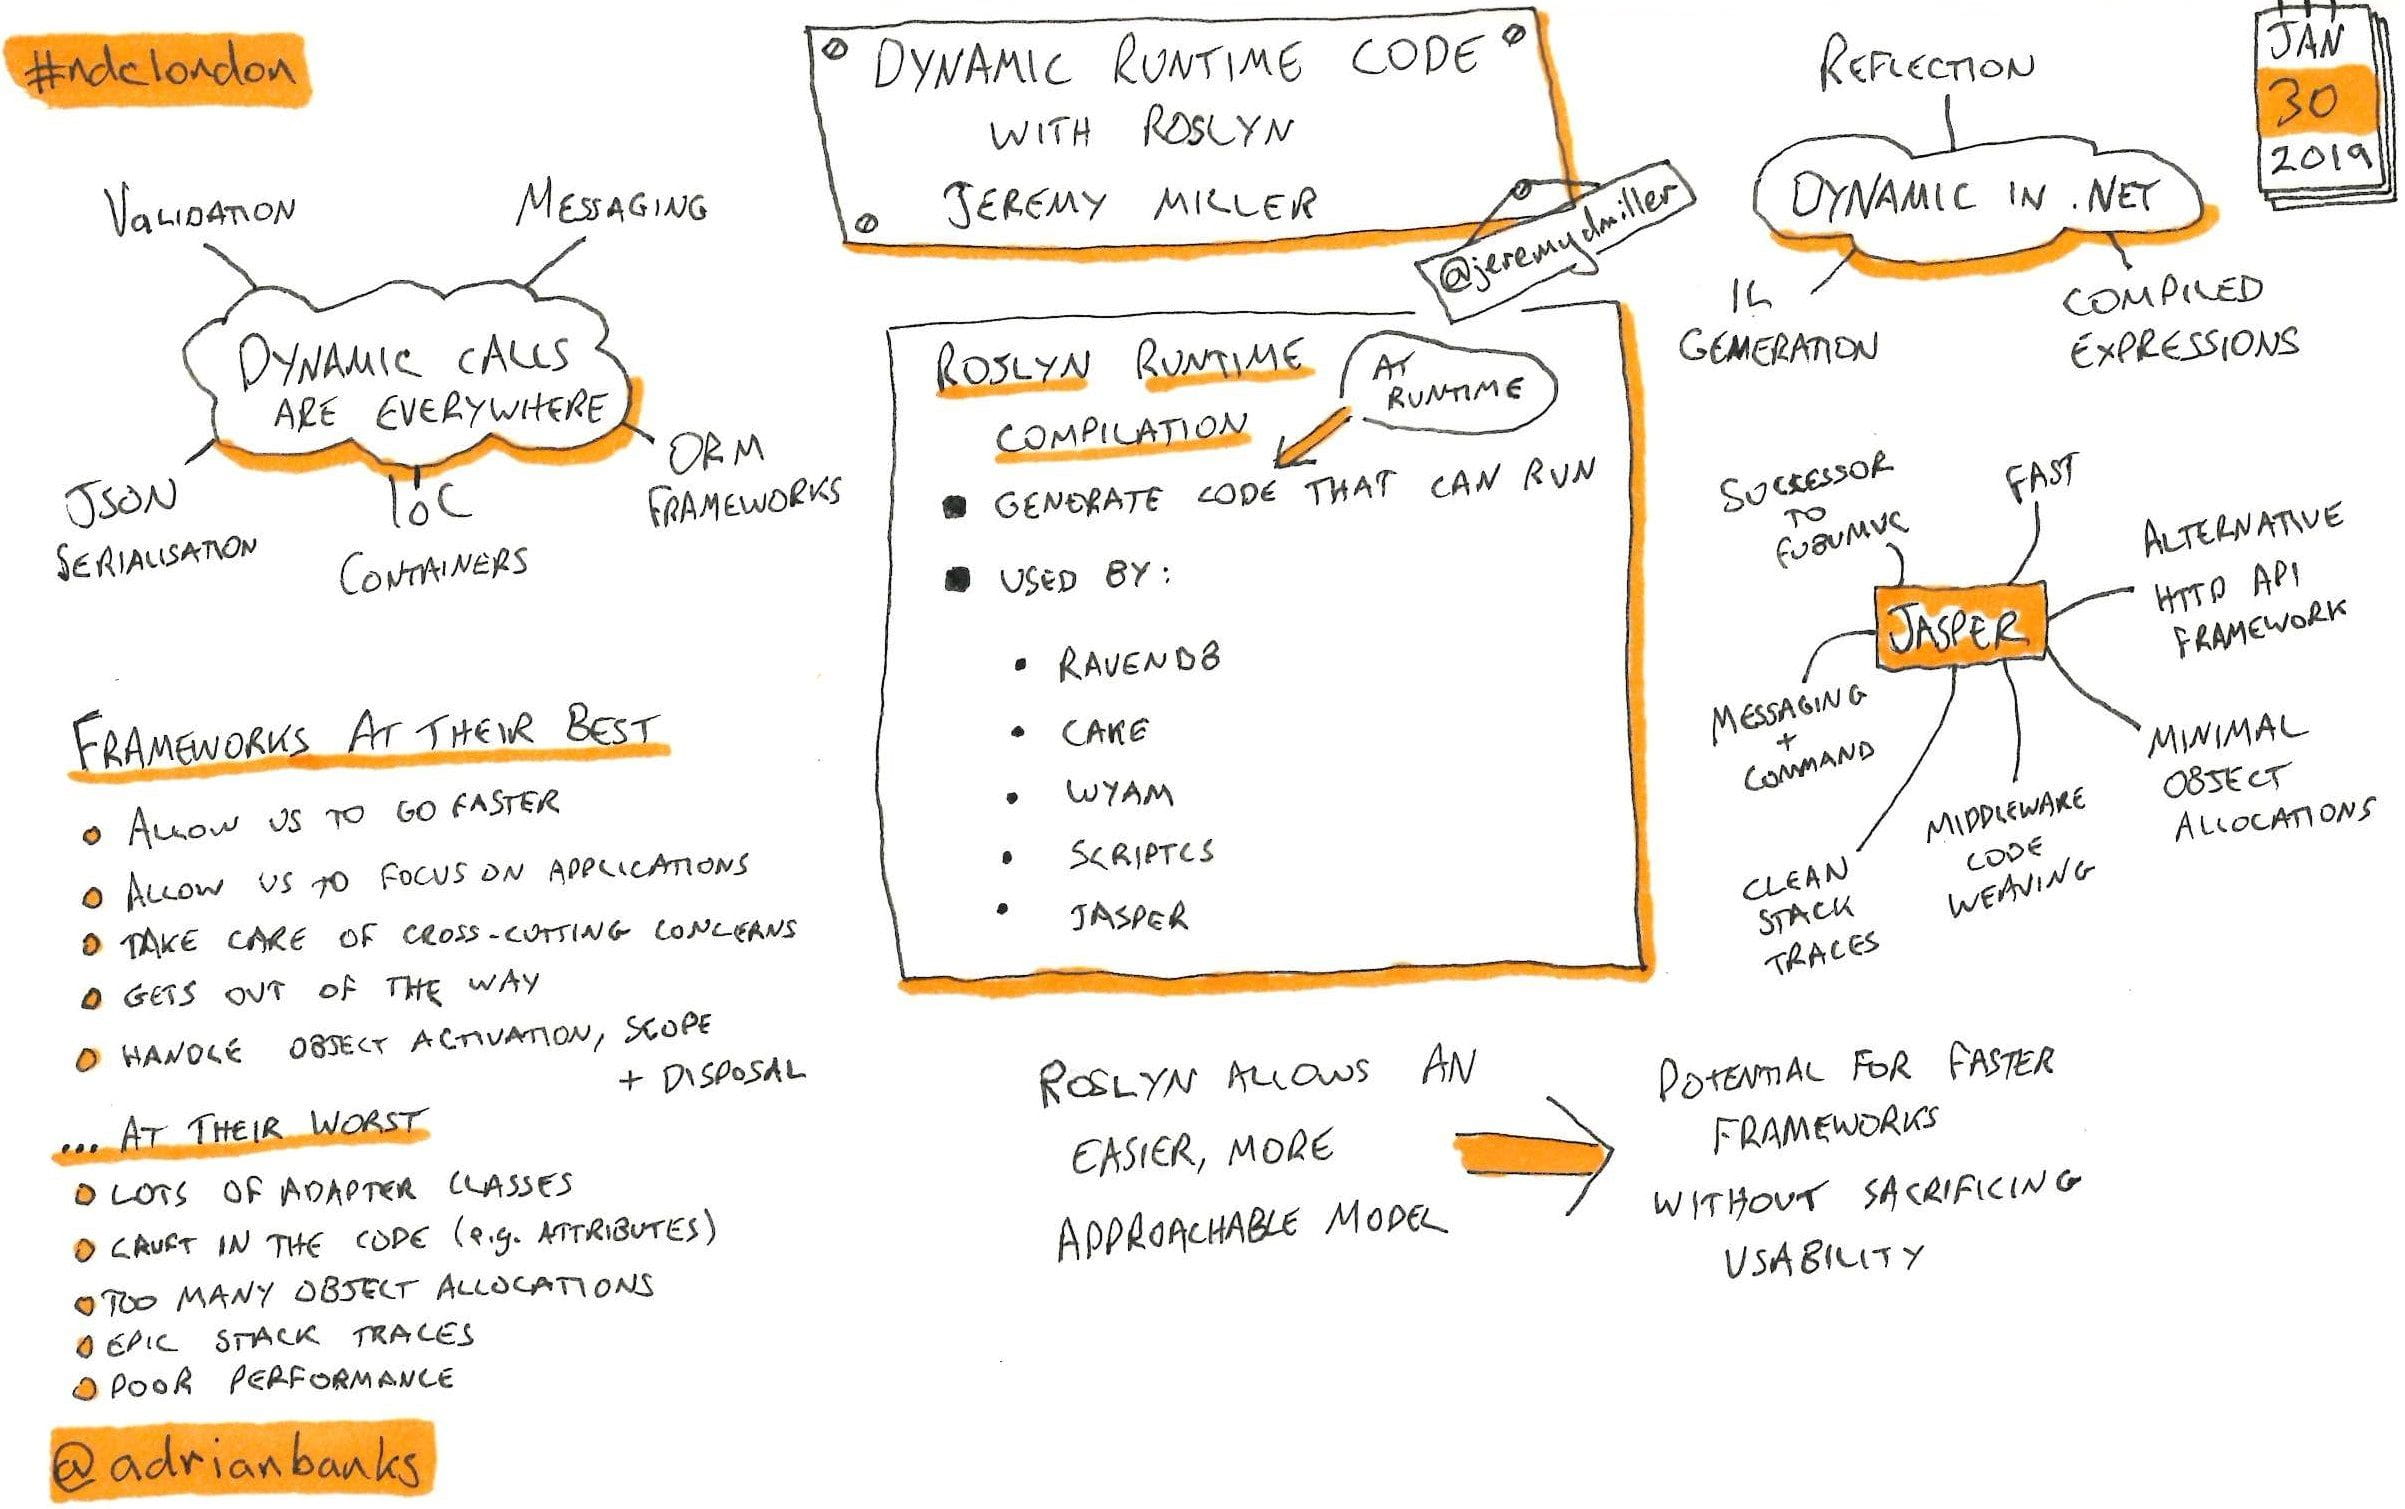 #ndclondon
DYNAMIC RUNTIME CODE
WITH ROSLYN
JEREMY MILLER
@jeremydmiller
JAN
30
2019
VALIDATION
MESSAGING
DYNAMIC CALLS
ARE EVERYWHERE
JSON
SERIALISATION
IoC
CONTAINERS
ORM
FRAMEWORKS
REFLECTION
DYNAMIC IN .NET
IL
GENERATION
COMPILED
EXPRESSIONS
ROSLYN RUNTIME
COMPILATION
AT
RUNTIME
GENERATE CODE THAT CAN RUN
USED BY:
RAVENDB
CAKE
WYAM
SCRIPTCS
JASPER
SUCCESSOR
TO
FUBUMVC
FAST
ALTERNATIVE
HTTP API
FRAMEWORK
JASPER
MESSAGING
+
COMMAND
CLEAN
STACK
TRACES
MIDDLEWARE
CODE
WEAVING
MINIMAL
OBJECT
ALLOCATIONS
FRAMEWORKS AT THEIR BEST
ALLOW US TO GO FASTER
ALLOW US TO FOCUS ON APPLICATIONS
TAKE CARE OF CROSS-CUTTING CONCERNS
GETS OUT OF THE WAY
HANDLE OBJECT ACTIVATION, SCOPE
+ DISPOSAL
... AT THEIR WORST
LOTS OF ADAPTER CLASSES
CRUFT IN THE CODE (e.g. ATTRIBUTES)
TOO MANY OBJECT ALLOCATIONS
EPIC STACK TRACES
POOR PERFORMANCE
ROSLYN ALLOWS AN
EASIER, MORE
APPROACHABLE MODEL
POTENTIAL FOR FASTER
FRAMEWORKS
WITHOUT SACRIFICING
USABILITY
@adrianbanks